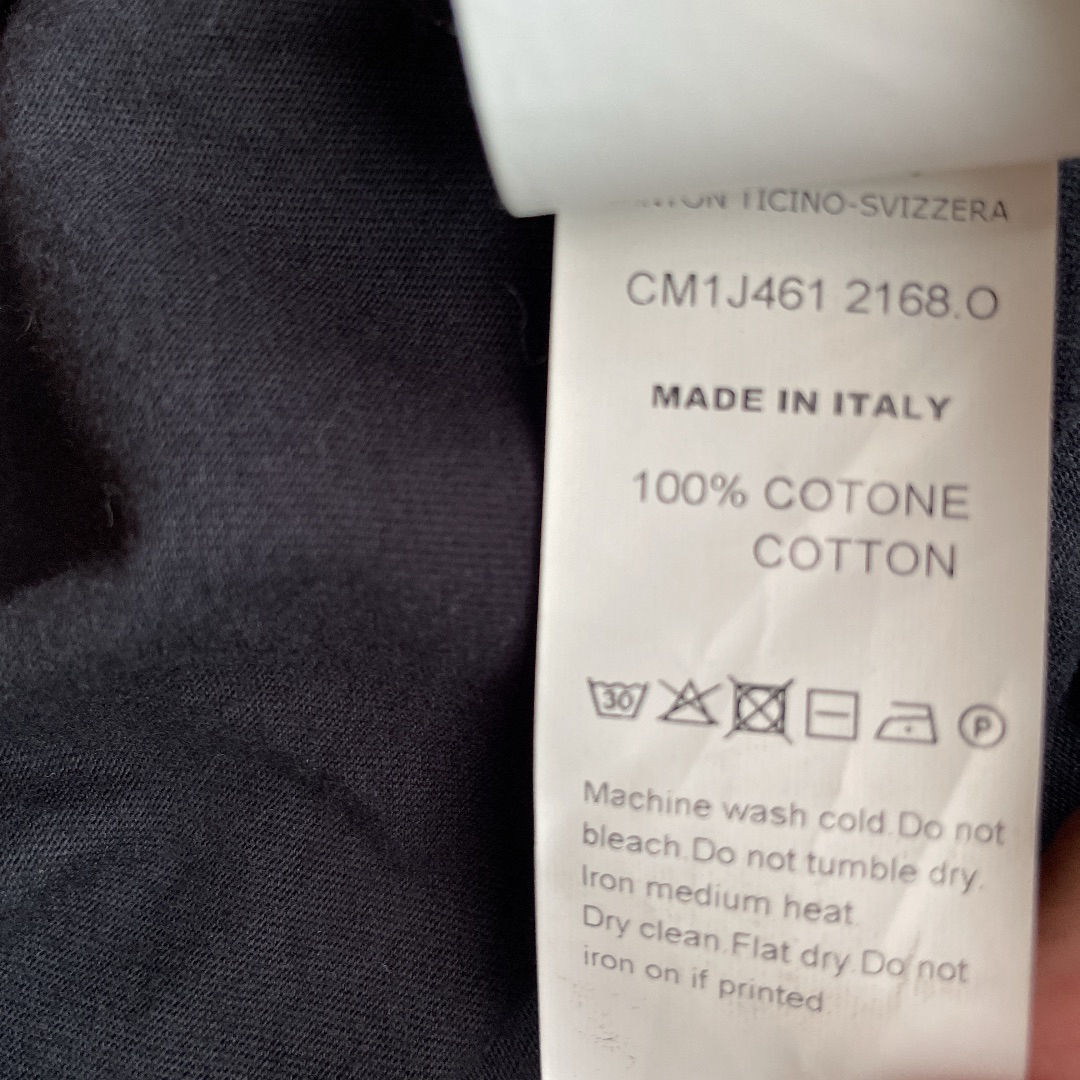 TICINO-SVIZZERA
CM1J461 2168.O
MADE IN ITALY
100% COTONE
COTTON
30 P
Machine wash cold.Do not
bleach.Do not tumble dry.
Iron medium heat.
Dry clean.Flat dry.Do not
iron on if printed